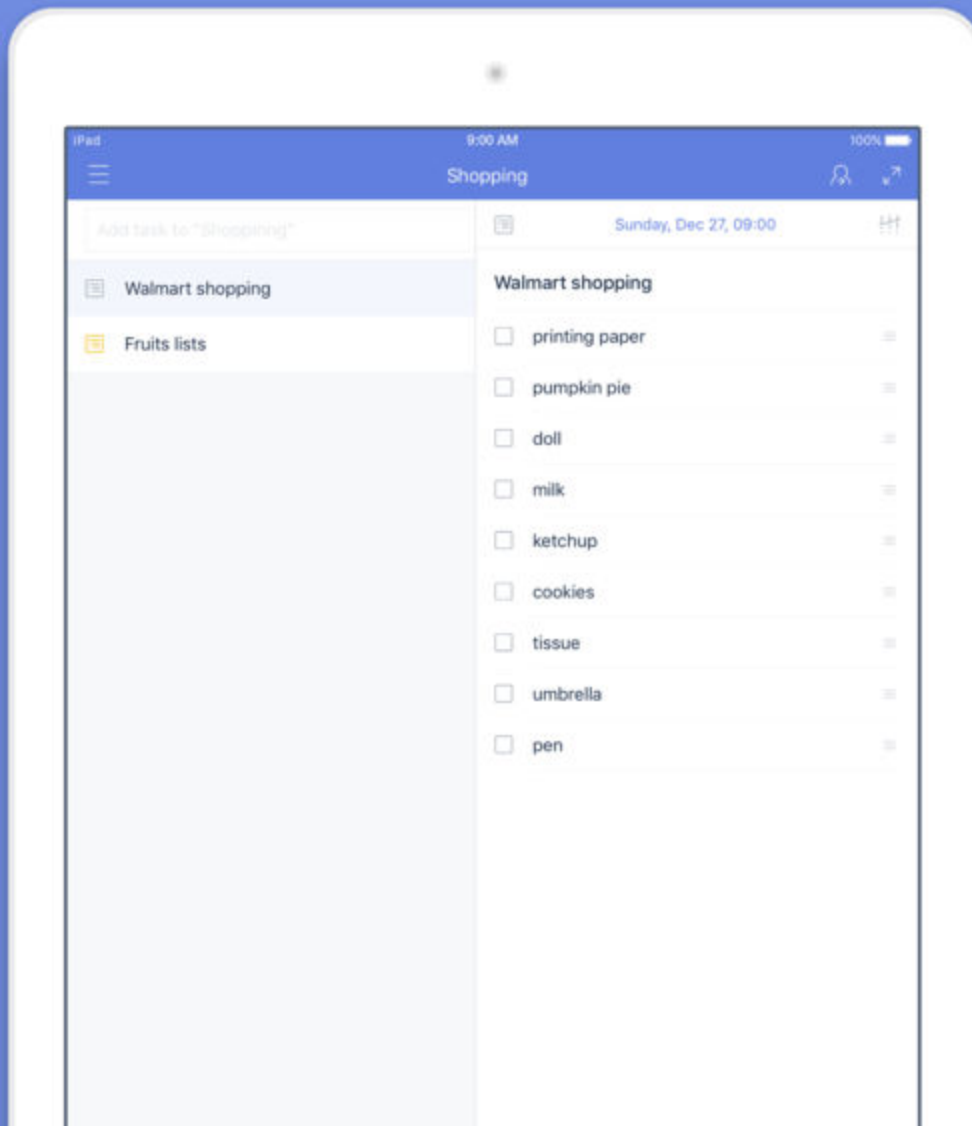 iPad
9:00 AM
100%
Shopping
Add task to "Shoppining"
Sunday, Dec 27, 09:00
Walmart shopping
Fruits lists
Walmart shopping
printing paper
pumpkin pie
doll
milk
ketchup
cookies
tissue
umbrella
pen